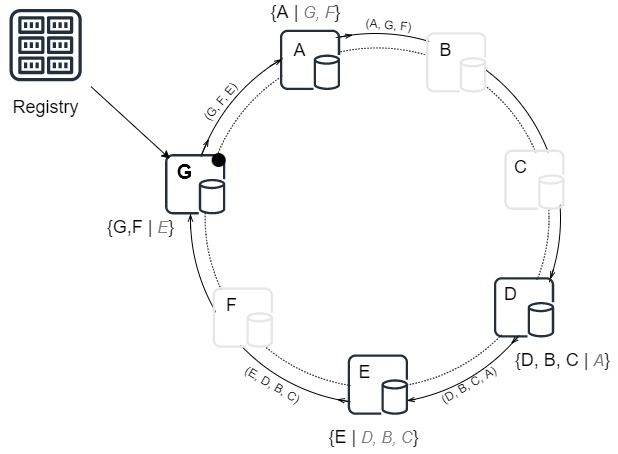 {A | G, F}
(A, G, F)
A
B
Registry
(G, F, E)
C
G
{G,F | E}
D
F
{D, B, C | A}
E
(E, D, B, C)
(D, B, C, A)
{E | D, B, C}